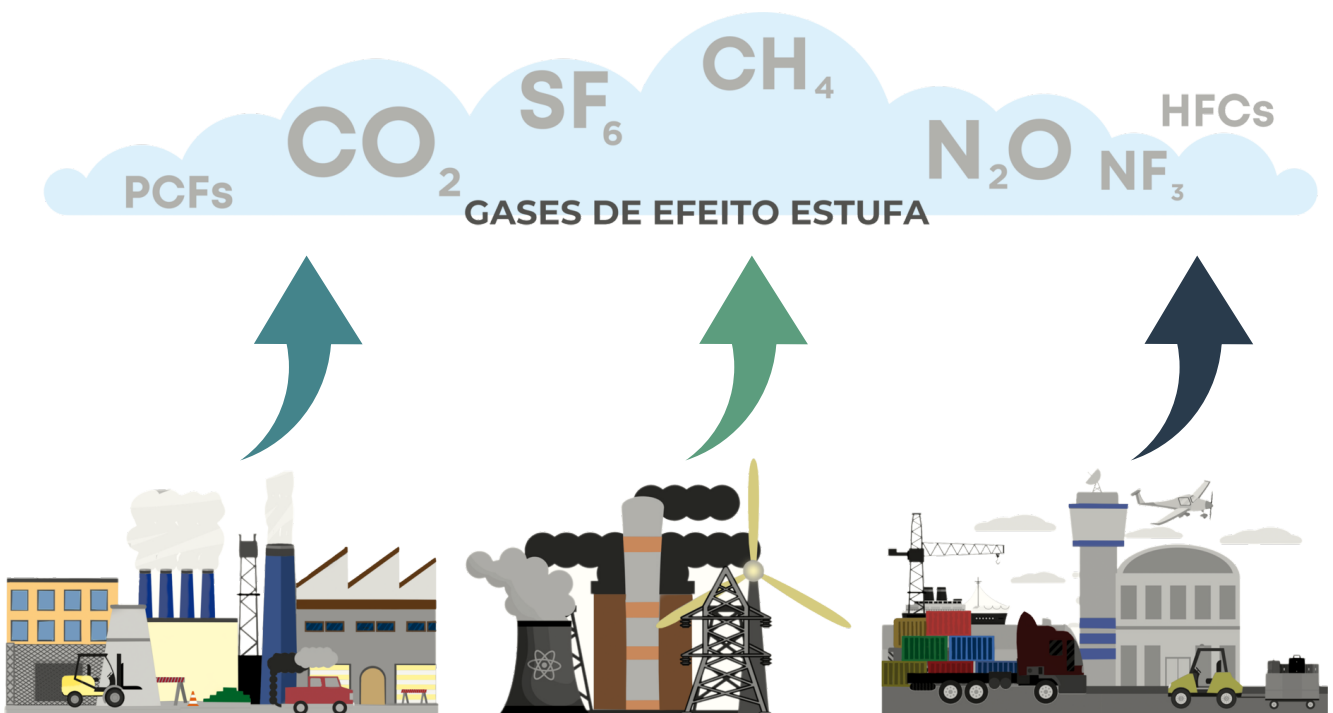 CH₄
SF₆
HFCs
CO₂
N₂O
NF₃
PCFs
GASES DE EFEITO ESTUFA